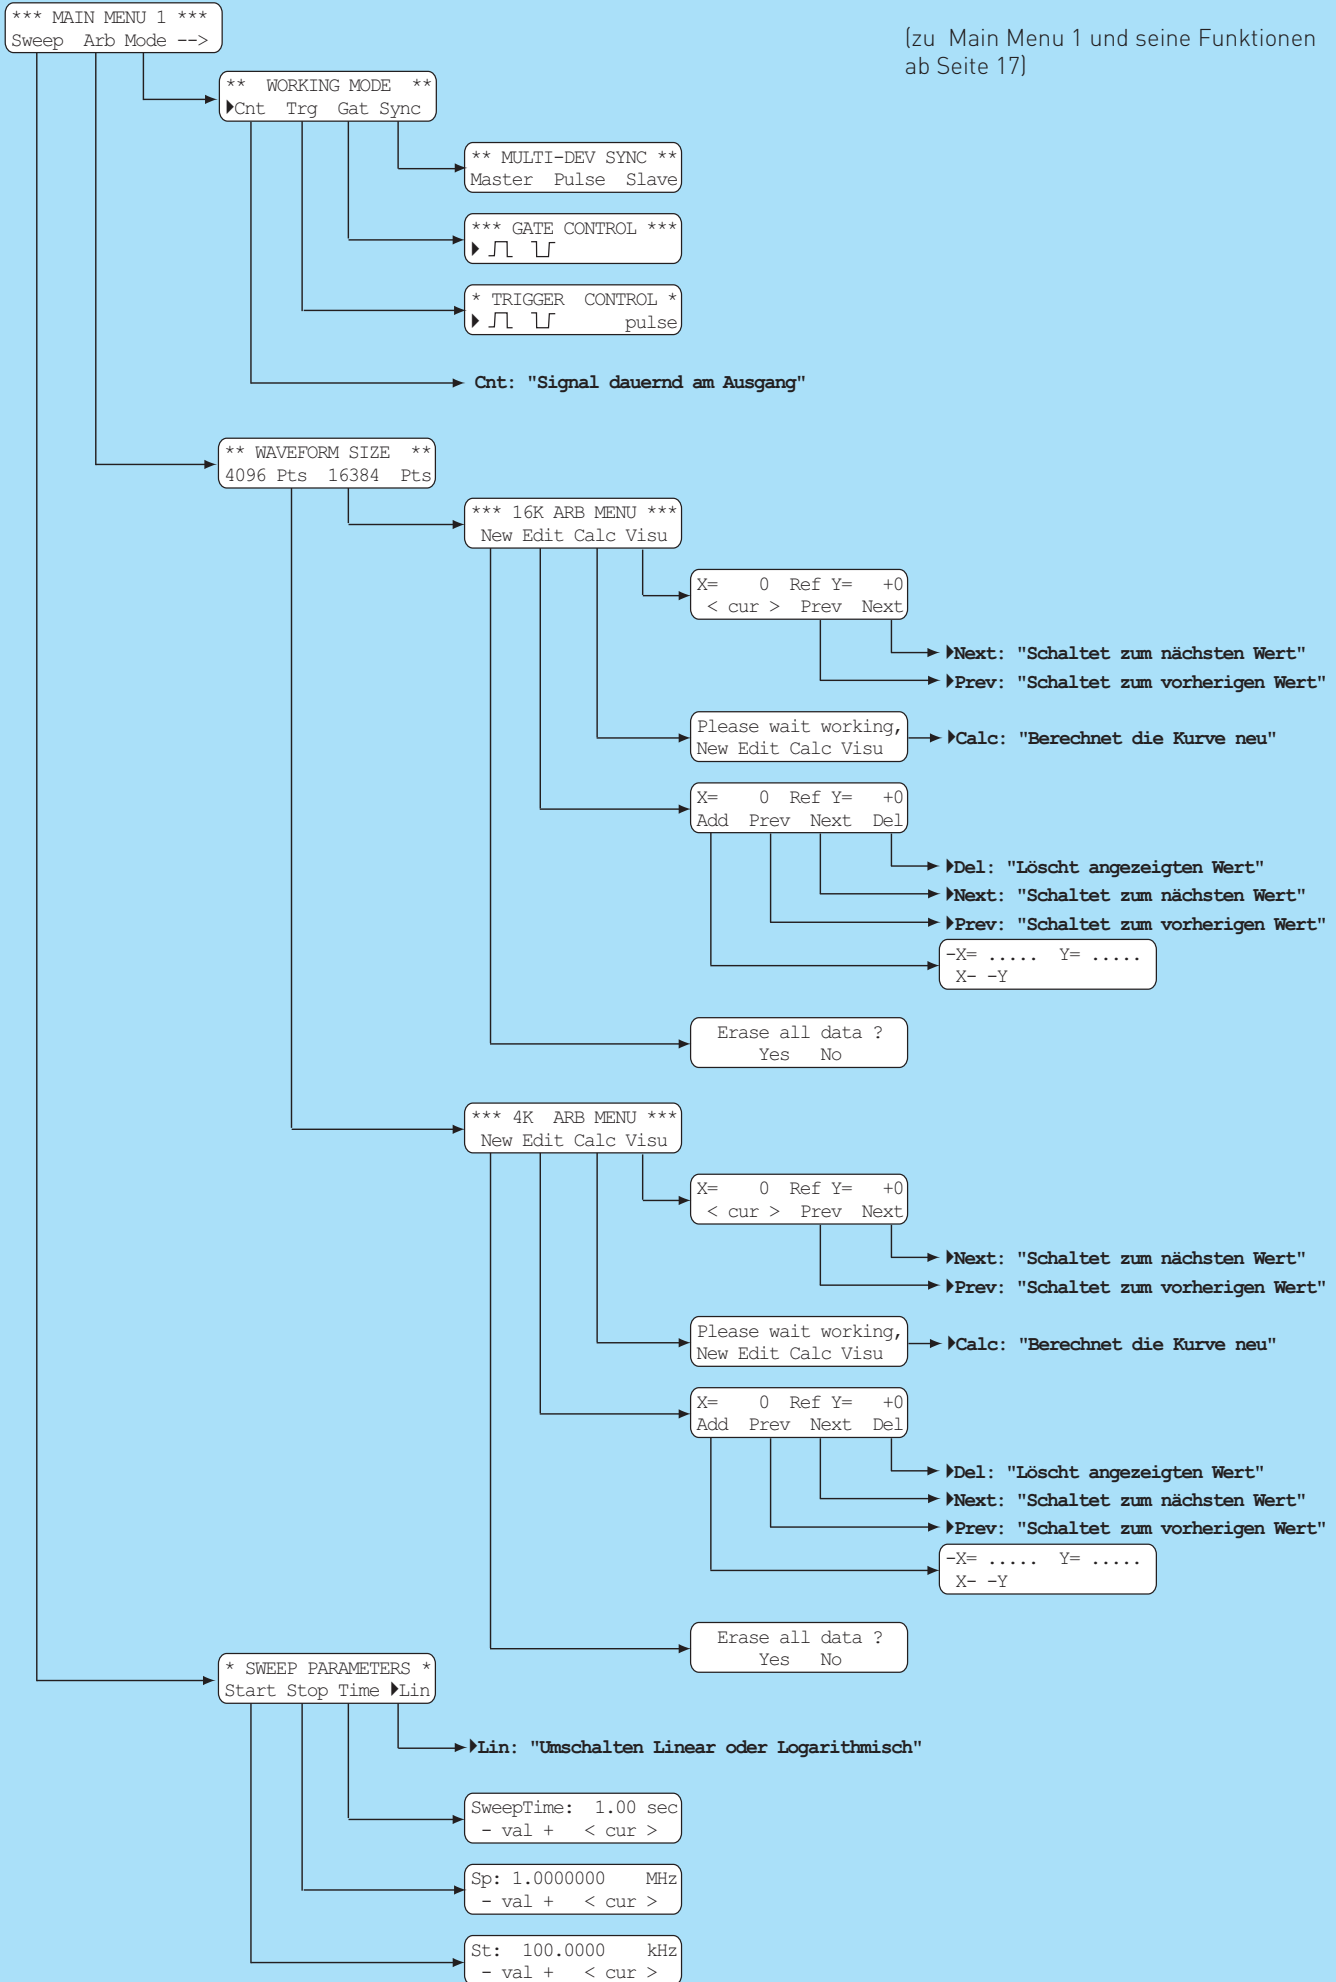 *** MAIN MENU 1 ***
Sweep Arb Mode -->
(zu Main Menu 1 und seine Funktionen
ab Seite 17)
** WORKING MODE **
Cnt Trg Gat Sync
** MULTI-DEV SYNC **
Master Pulse Slave
*** GATE CONTROL ***
* TRIGGER CONTROL *
pulse
Cnt: "Signal dauernd am Ausgang"
** WAVEFORM SIZE **
4096 Pts 16384 Pts
*** 16K ARB MENU ***
New Edit Calc Visu
X= 0 Ref Y= +0
< cur > Prev Next
Next: "Schaltet zum nächsten Wert"
Prev: "Schaltet zum vorherigen Wert"
Please wait working,
New Edit Calc Visu
Calc: "Berechnet die Kurve neu"
X= 0 Ref Y= +0
Add Prev Next Del
Del: "Löscht angezeigten Wert"
Next: "Schaltet zum nächsten Wert"
Prev: "Schaltet zum vorherigen Wert"
-X= ..... Y= .....
X- -Y
Erase all data ?
Yes No
*** 4K ARB MENU ***
New Edit Calc Visu
X= 0 Ref Y= +0
< cur > Prev Next
Next: "Schaltet zum nächsten Wert"
Prev: "Schaltet zum vorherigen Wert"
Please wait working,
New Edit Calc Visu
Calc: "Berechnet die Kurve neu"
X= 0 Ref Y= +0
Add Prev Next Del
Del: "Löscht angezeigten Wert"
Next: "Schaltet zum nächsten Wert"
Prev: "Schaltet zum vorherigen Wert"
-X= ..... Y= .....
X- -Y
Erase all data ?
Yes No
* SWEEP PARAMETERS *
Start Stop Time Lin
Lin: "Umschalten Linear oder Logarithmisch"
SweepTime: 1.00 sec
- val + < cur >
Sp: 1.0000000 MHz
- val + < cur >
St: 100.0000 kHz
- val + < cur >